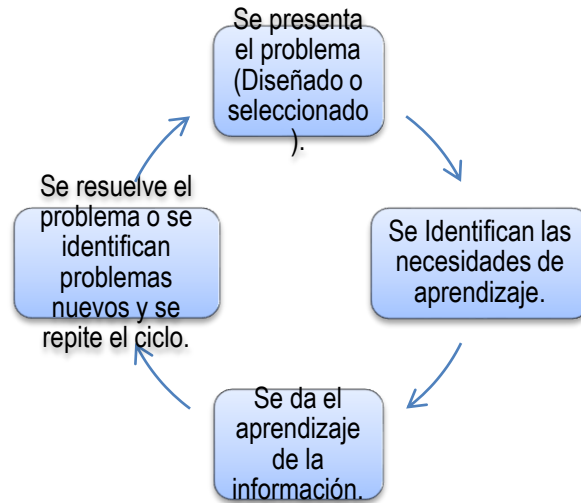 Se presenta
el problema
(Diseñado o
seleccionado
).
Se Identifican las
necesidades de
aprendizaje.
Se da el
aprendizaje
de la
información.
Se resuelve el
problema o se
identifican
problemas
nuevos y se
repite el ciclo.